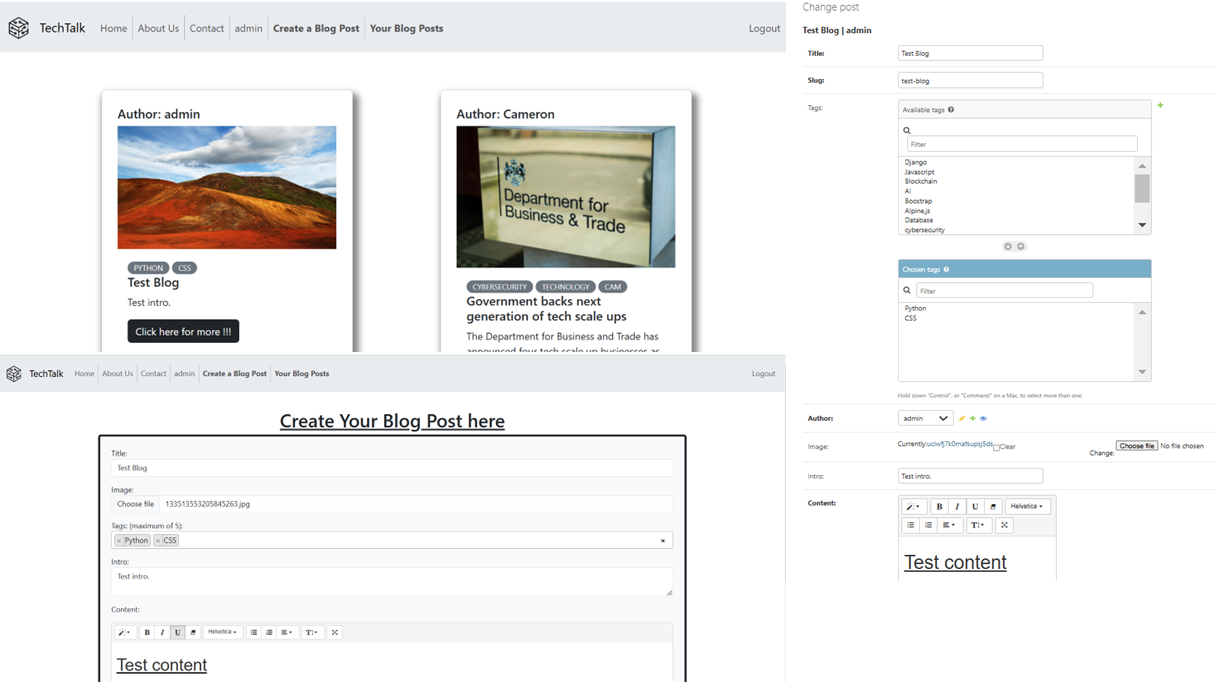 TechTalk
Home
About Us
Contact
admin
Create a Blog Post
Your Blog Posts
Logout
Author: admin
PYTHON
CSS
Test Blog
Test intro.
Click here for more !!!
Author: Cameron
Department for
Business & Trade
CYBERSECURITY
TECHNOLOGY
CAM
Government backs next
generation of tech scale ups
The Department for Business and Trade has
announced four tech scale up businesses as
TechTalk
Home
About Us
Contact
admin
Create a Blog Post
Your Blog Posts
Logout
Create Your Blog Post here
Title:
Test Blog
Image:
Choose file
133513553205845263.jpg
Tags: (maximum of 5):
× Python
× CSS
×
Intro:
Test intro.
Content:
B
I
U
Helvetica
T
Test content
Change post
Test Blog | admin
Title:
Test Blog
Slug:
test-blog
Tags:
Available tags
Filter
Django
Javascript
Blockchain
AI
Boostrap
Alpine.js
Database
cybersecurity
Chosen tags
Filter
Python
CSS
Hold down "Control", or "Command" on a Mac, to select more than one.
Author:
admin
Image:
Currently:uciwfj7k0mafsupsj5ds
Clear
Change:
Choose file
No file chosen
Intro:
Test intro.
Content:
B
I
U
Helvetica
T
Test content